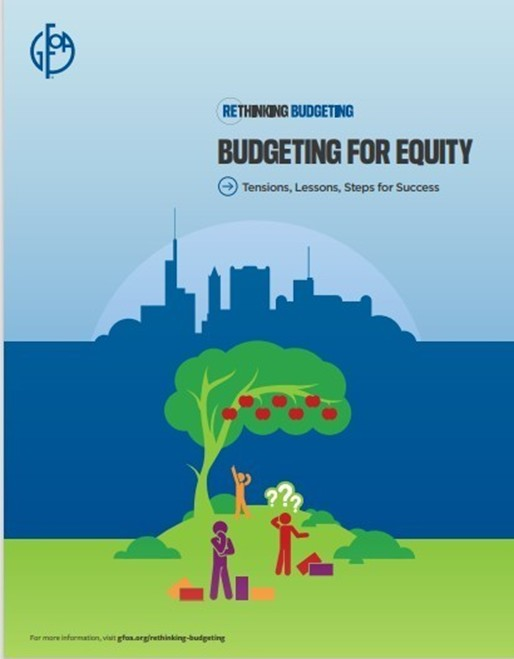 GFOA
RETHINKING BUDGETING
BUDGETING FOR EQUITY
Tensions, Lessons, Steps for Success
???
For more information, visit gfoa.org/rethinking-budgeting